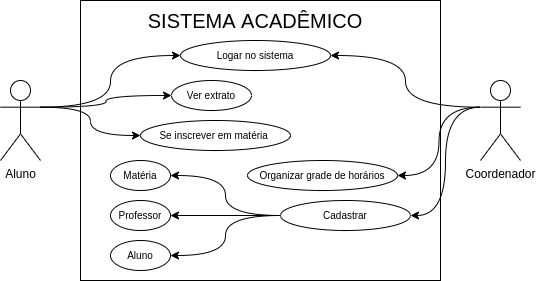 SISTEMA ACADÊMICO
Logar no sistema
Ver extrato
Se inscrever em matéria
Aluno
Matéria
Organizar grade de horários
Coordenador
Professor
Cadastrar
Aluno